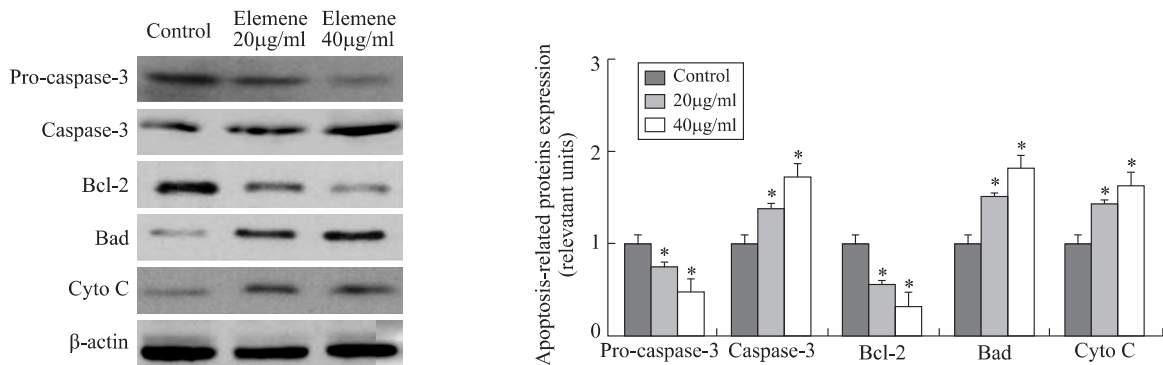 Control
Elemene
20μg/ml
Elemene
40μg/ml
Pro-caspase-3
Caspase-3
Bcl-2
Bad
Cyto C
β-actin
Apoptosis-related proteins expression
(relevatant units)
3
2
1
0
Control
20μg/ml
40μg/ml
* * * * * * * * * *
Pro-caspase-3 Caspase-3 Bcl-2 Bad Cyto C